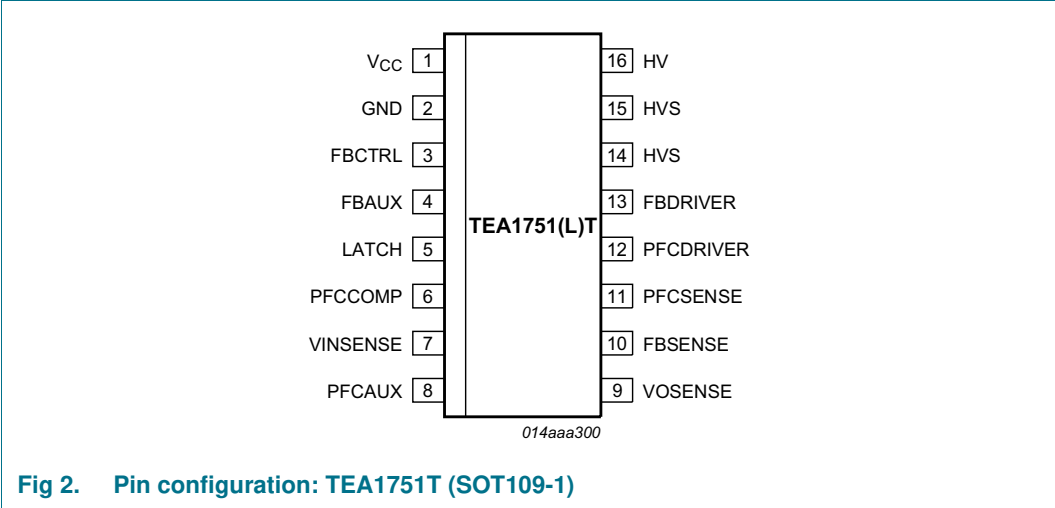 VCC 1 16 HV
GND 2 15 HVS
FBCTRL 3 14 HVS
FBAUX 4 13 FBDRIVER
TEA1751(L)T
LATCH 5 12 PFCDRIVER
PFCCOMP 6 11 PFCSENSE
VINSENSE 7 10 FBSENSE
PFCAUX 8 9 VOSENSE
014aaa300
Fig 2. Pin configuration: TEA1751T (SOT109-1)